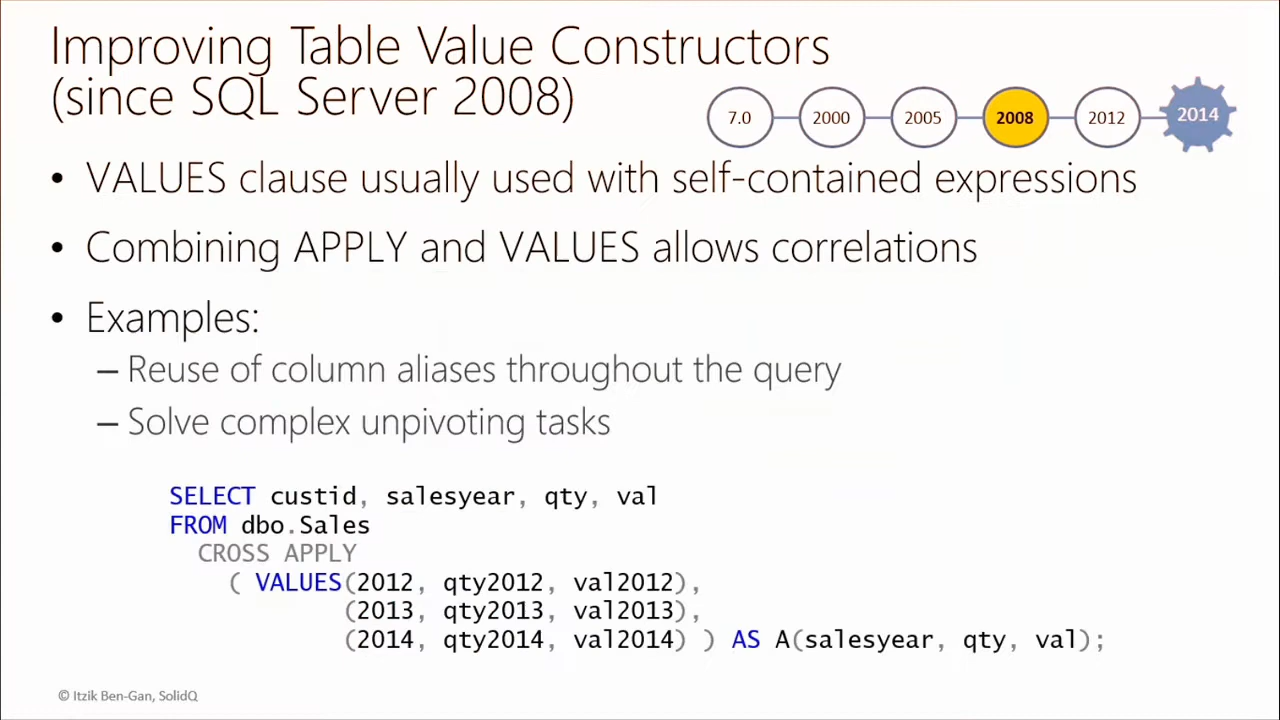 Improving Table Value Constructors
(since SQL Server 2008)
7.0 2000 2005 2008 2012 2014
• VALUES clause usually used with self-contained expressions
• Combining APPLY and VALUES allows correlations
• Examples:
– Reuse of column aliases throughout the query
– Solve complex unpivoting tasks
SELECT custid, salesyear, qty, val
FROM dbo.Sales
CROSS APPLY
( VALUES(2012, qty2012, val2012),
(2013, qty2013, val2013),
(2014, qty2014, val2014) ) AS A(salesyear, qty, val);
© Itzik Ben-Gan, SolidQ